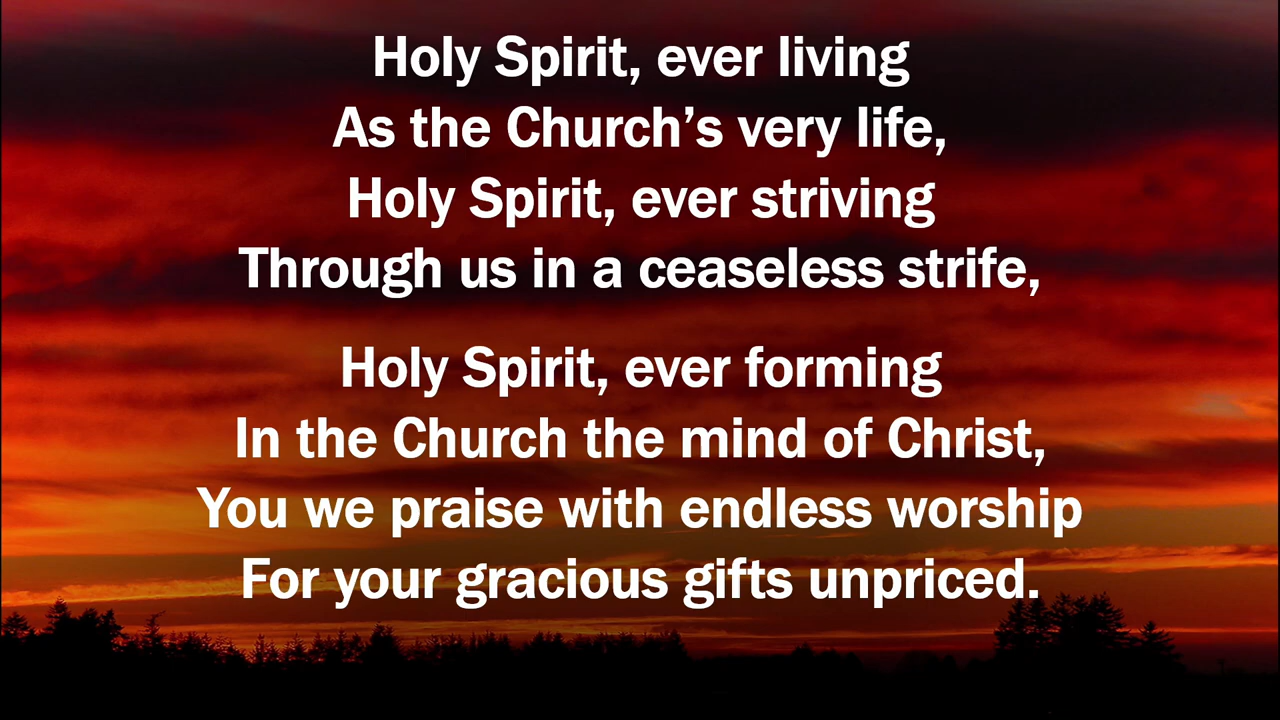 Holy Spirit, ever living
As the Church’s very life,
Holy Spirit, ever striving
Through us in a ceaseless strife,
Holy Spirit, ever forming
In the Church the mind of Christ,
You we praise with endless worship
For your gracious gifts unpriced.